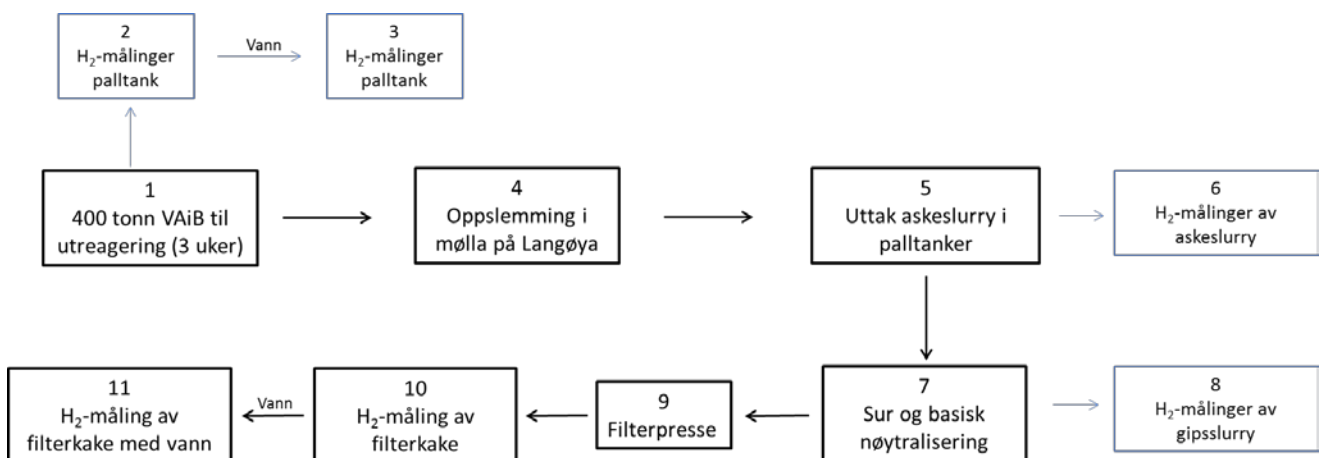 2
H₂-målinger
palltank
Vann
3
H₂-målinger
palltank
1
400 tonn VAiB til
utreagering (3 uker)
4
Oppslemming i
mølla på Langøya
5
Uttak askeslurry i
palltanker
6
H₂-målinger av
askeslurry
11
H₂-måling av
filterkake med vann
Vann
10
H₂-måling av
filterkake
9
Filterpresse
7
Sur og basisk
nøytralisering
8
H₂-målinger av
gipsslurry